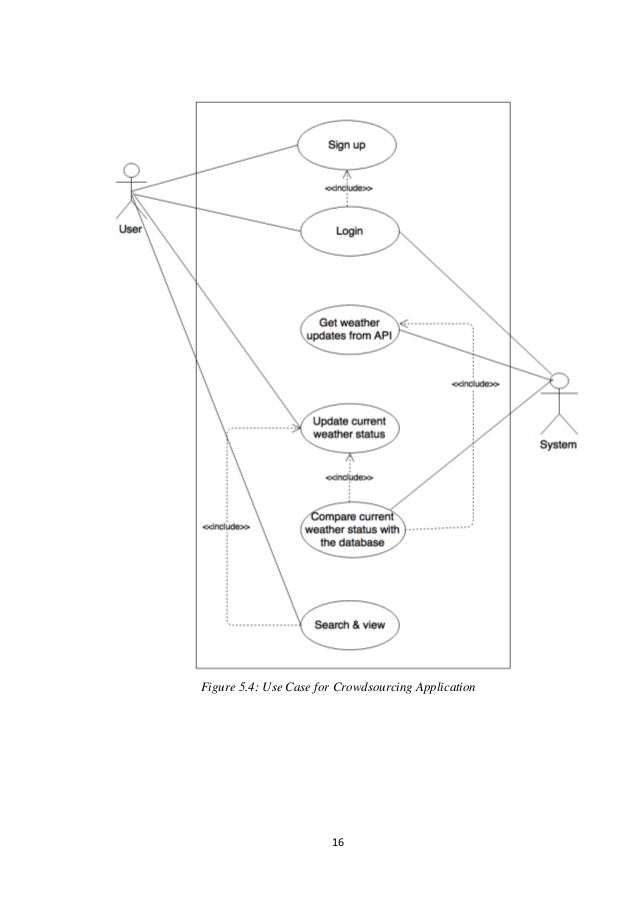 Sign up
<<include>>
User
Login
Get weather
updates from API
<<include>>
Update current
weather status
System
<<include>>
Compare current
weather status with
the database
<<include>>
Search & view
Figure 5.4: Use Case for Crowdsourcing Application
16